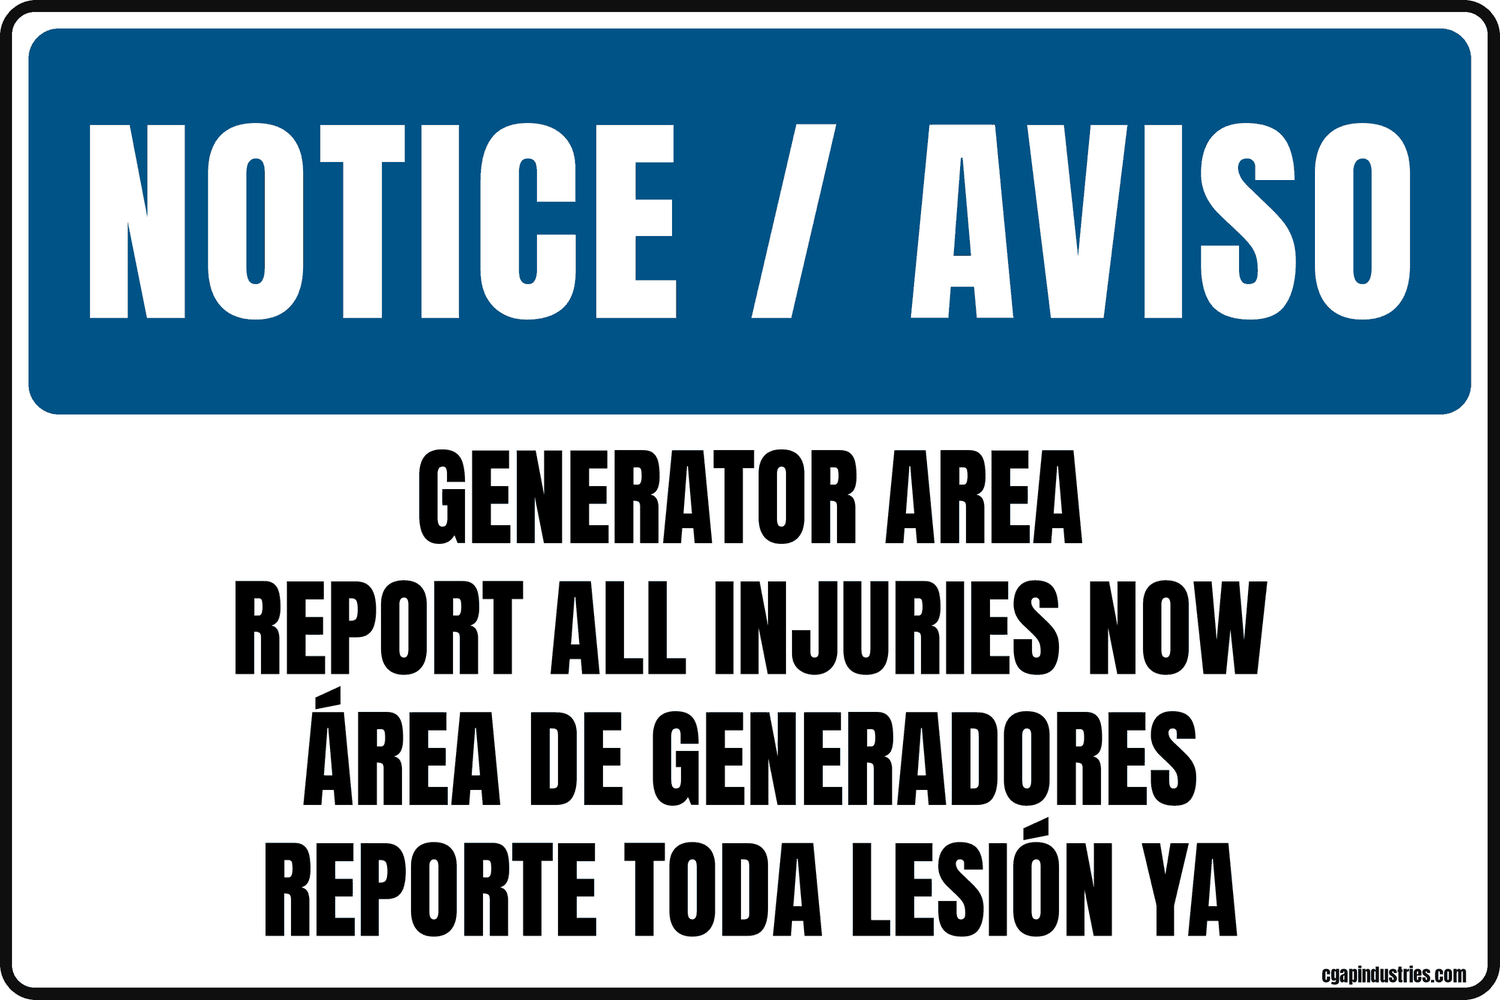 NOTICE / AVISO
GENERATOR AREA
REPORT ALL INJURIES NOW
ÁREA DE GENERADORES
REPORTE TODA LESIÓN YA
cgapindustries.com